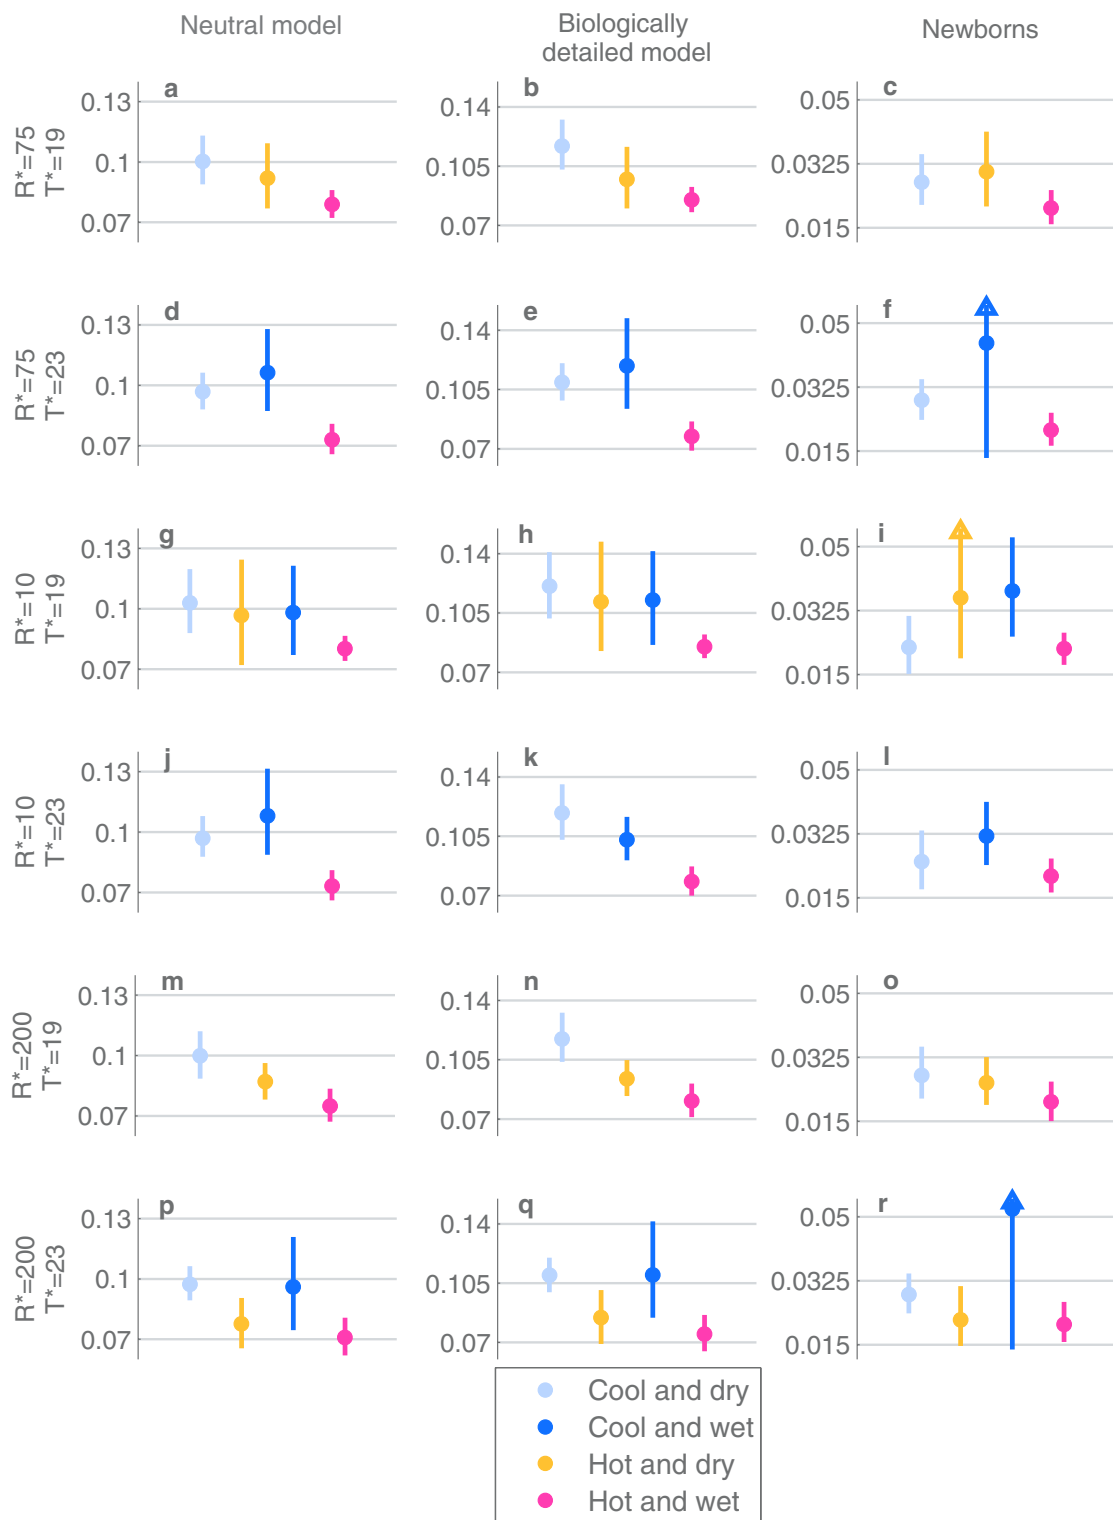 Neutral model
Biologically
detailed model
Newborns
R*=75
T*=19
a
0.13
0.1
0.07
b
0.14
0.105
0.07
c
0.05
0.0325
0.015
R*=75
T*=23
d
0.13
0.1
0.07
e
0.14
0.105
0.07
f
0.05
0.0325
0.015
R*=10
T*=19
g
0.13
0.1
0.07
h
0.14
0.105
0.07
i
0.05
0.0325
0.015
R*=10
T*=23
j
0.13
0.1
0.07
k
0.14
0.105
0.07
l
0.05
0.0325
0.015
R*=200
T*=19
m
0.13
0.1
0.07
n
0.14
0.105
0.07
o
0.05
0.0325
0.015
R*=200
T*=23
p
0.13
0.1
0.07
q
0.14
0.105
0.07
r
0.05
0.0325
0.015
Cool and dry
Cool and wet
Hot and dry
Hot and wet